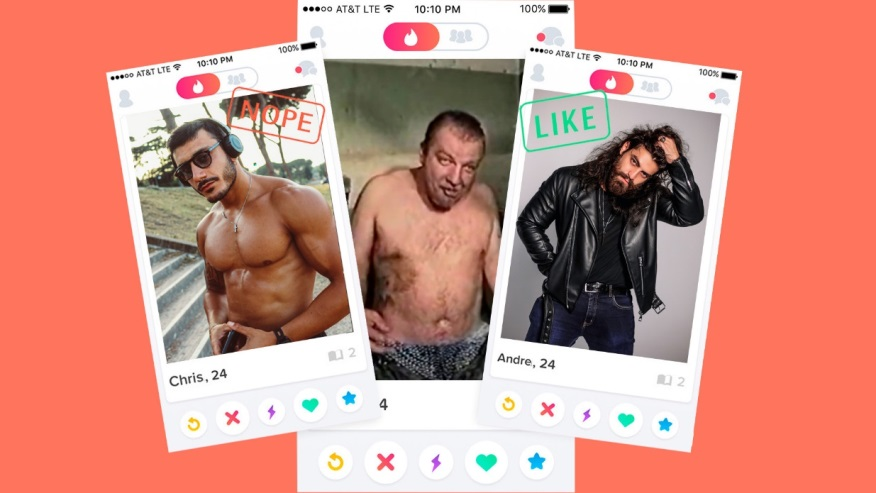 AT&T LTE 10:10 PM 100%
NOPE
Chris, 24
2
AT&T LTE 10:10 PM 100%
4
AT&T LTE 10:10 PM 100%
LIKE
Andre, 24
2